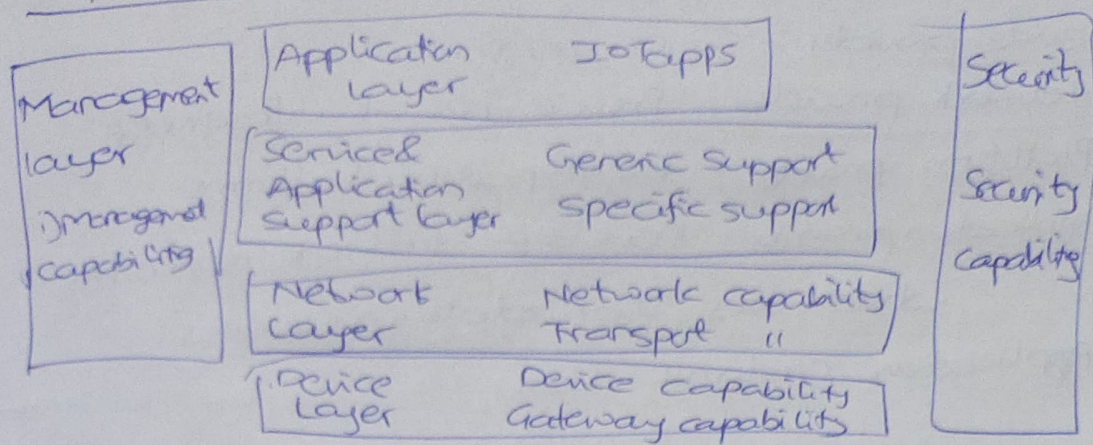 Management
layer
i) Management
capability
Application IOT apps
layer
Service &  Generic support
Application
Support layer  specific support
Network Network capability
Layer Transport "
Device Device capability
Layer Gateway capability
Security
Security
capability